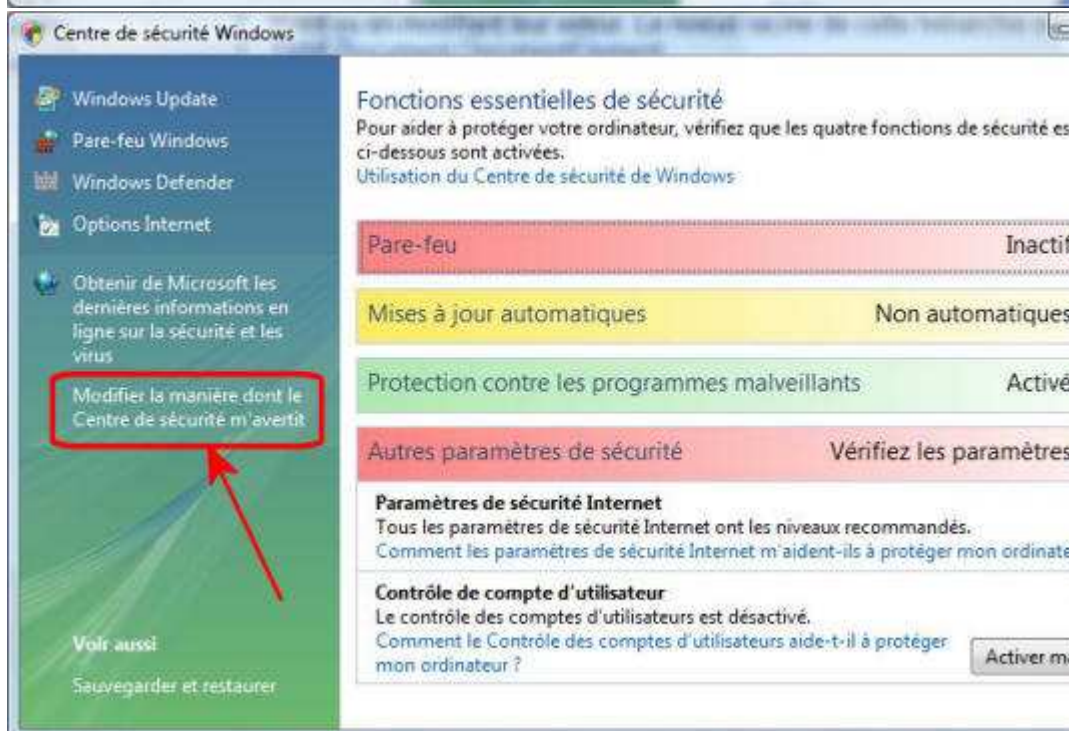 Centre de sécurité Windows
Windows Update
Pare-feu Windows
Windows Defender
Options Internet
Obtenir de Microsoft les
dernières informations en
ligne sur la sécurité et les
virus
Modifier la manière dont le
Centre de sécurité m'avertit
Voir aussi
Sauvegarder et restaurer
Fonctions essentielles de sécurité
Pour aider à protéger votre ordinateur, vérifiez que les quatre fonctions de sécurité es
ci-dessous sont activées.
Utilisation du Centre de sécurité de Windows
Pare-feu Inactif
Mises à jour automatiques Non automatiques
Protection contre les programmes malveillants Activé
Autres paramètres de sécurité Vérifiez les paramètres
Paramètres de sécurité Internet
Tous les paramètres de sécurité Internet ont les niveaux recommandés.
Comment les paramètres de sécurité Internet m'aident-ils à protéger mon ordinate
Contrôle de compte d'utilisateur
Le contrôle des comptes d'utilisateurs est désactivé.
Comment le Contrôle des comptes d'utilisateurs aide-t-il à protéger
mon ordinateur ?
Activer ma